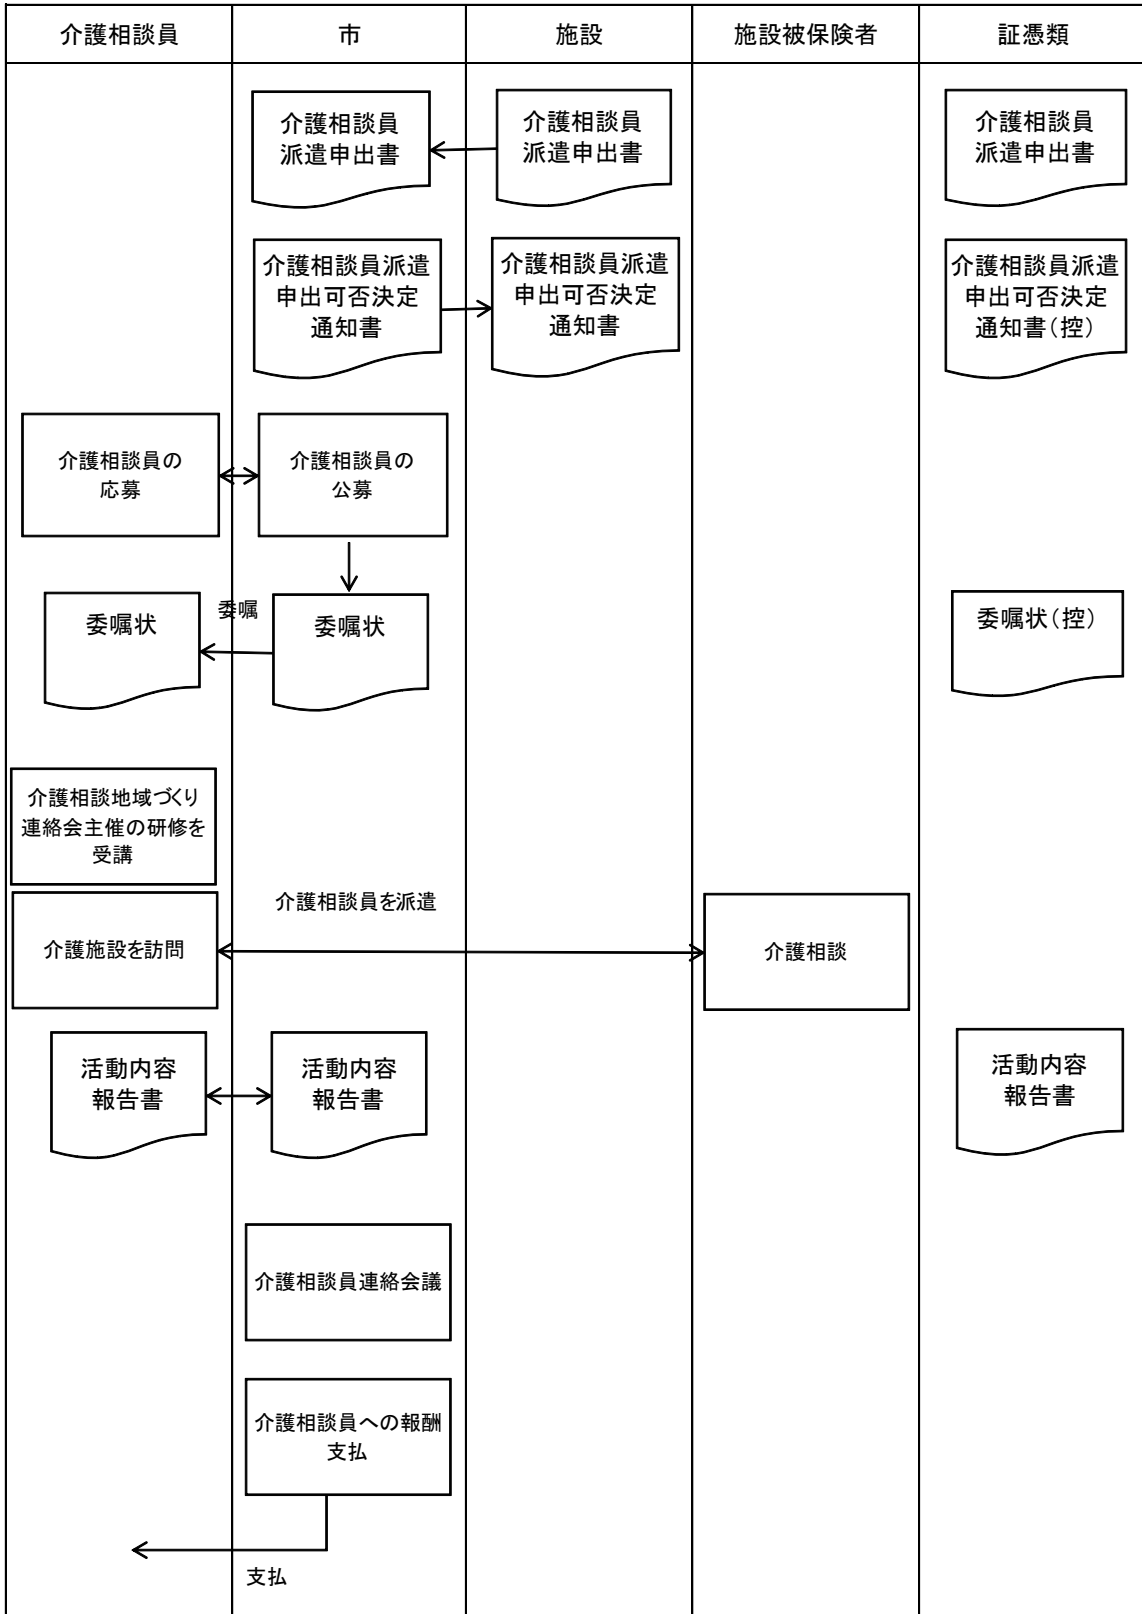 介護相談員
市
施設
施設被保険者
証憑類
介護相談員
派遣申出書
介護相談員
派遣申出書
介護相談員
派遣申出書
介護相談員派遣
申出可否決定
通知書
介護相談員派遣
申出可否決定
通知書
介護相談員派遣
申出可否決定
通知書(控)
介護相談員の
応募
介護相談員の
公募
委嘱状
委嘱
委嘱状
委嘱状(控)
介護相談地域づくり
連絡会主催の研修を
受講
介護相談員を派遣
介護施設を訪問
介護相談
活動内容
報告書
活動内容
報告書
活動内容
報告書
介護相談員連絡会議
介護相談員への報酬
支払
支払